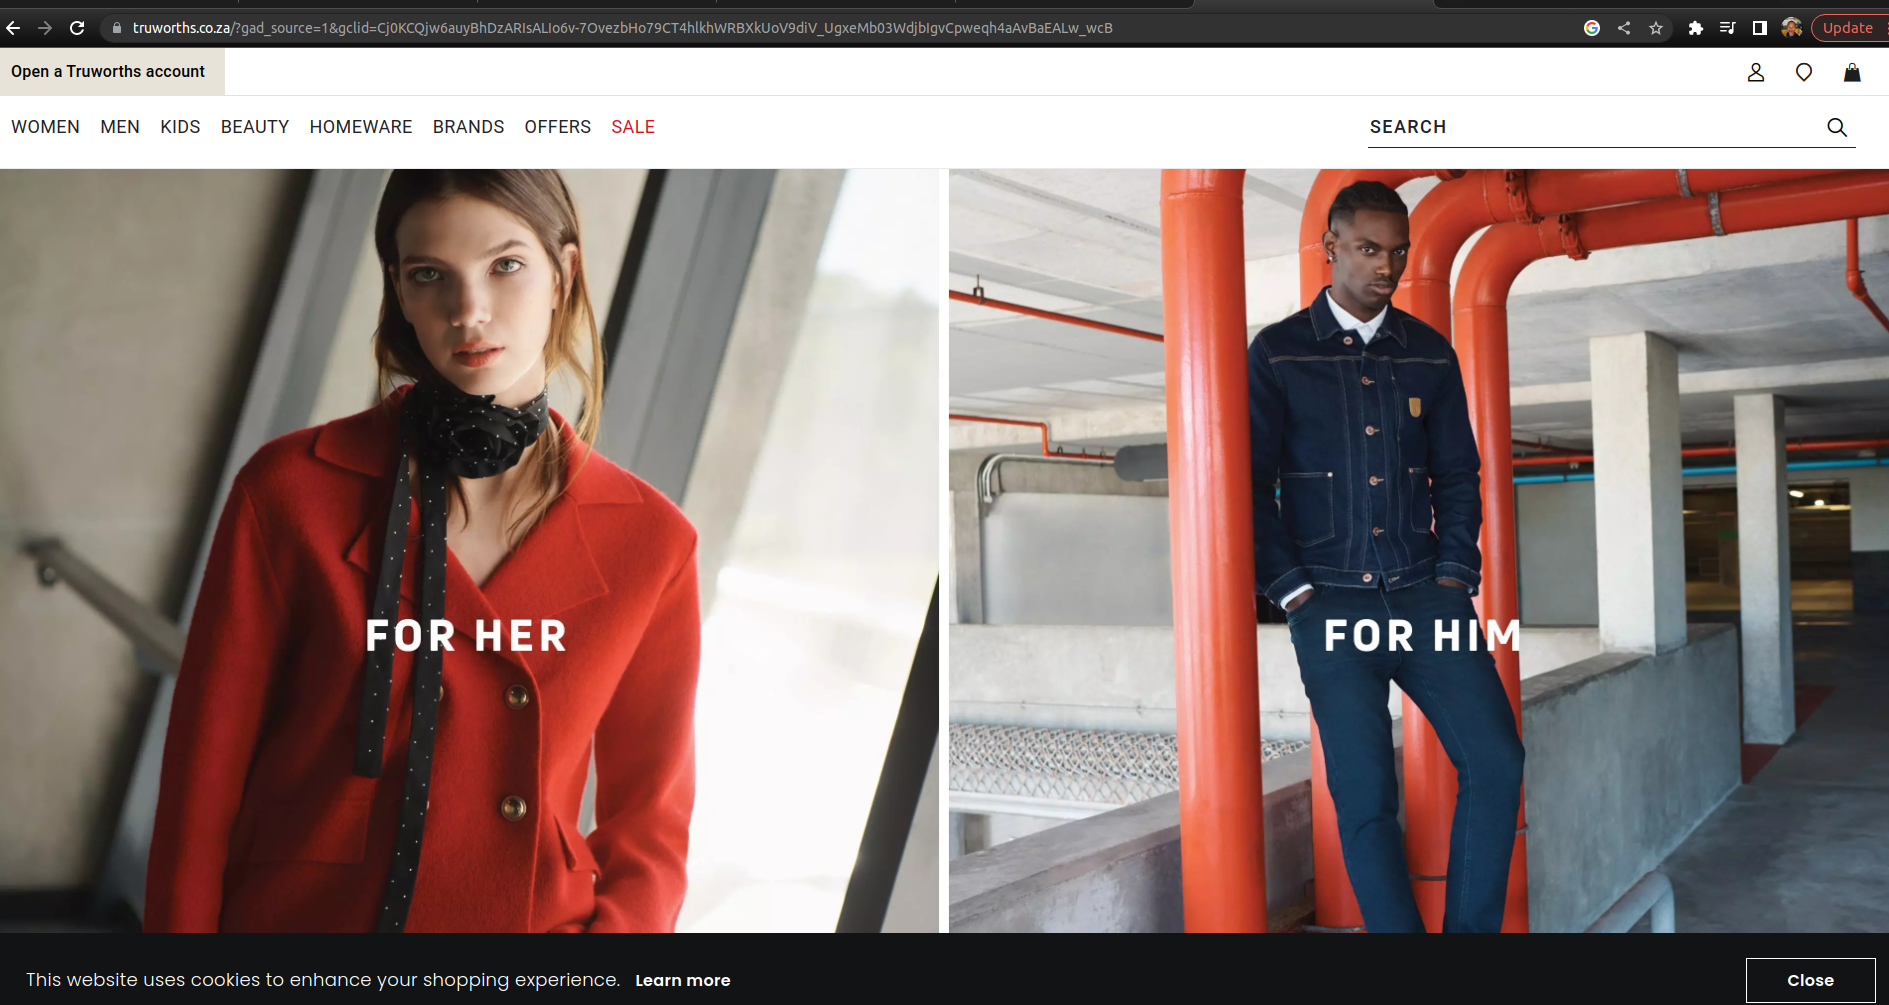 truworths.co.za/?gad_source=1&gclid=Cj0KCQjw6auyBhDzARIsALIo6v-7OvezbHo79CT4hlkhWRBXkUoV9diV_UgxeMb03WdjbIgvCpweqh4aAvBaEALw_wcB
Update
Open a Truworths account
WOMEN MEN KIDS BEAUTY HOMEWARE BRANDS OFFERS SALE
SEARCH
FOR HER
FOR HIM
This website uses cookies to enhance your shopping experience. Learn more
Close